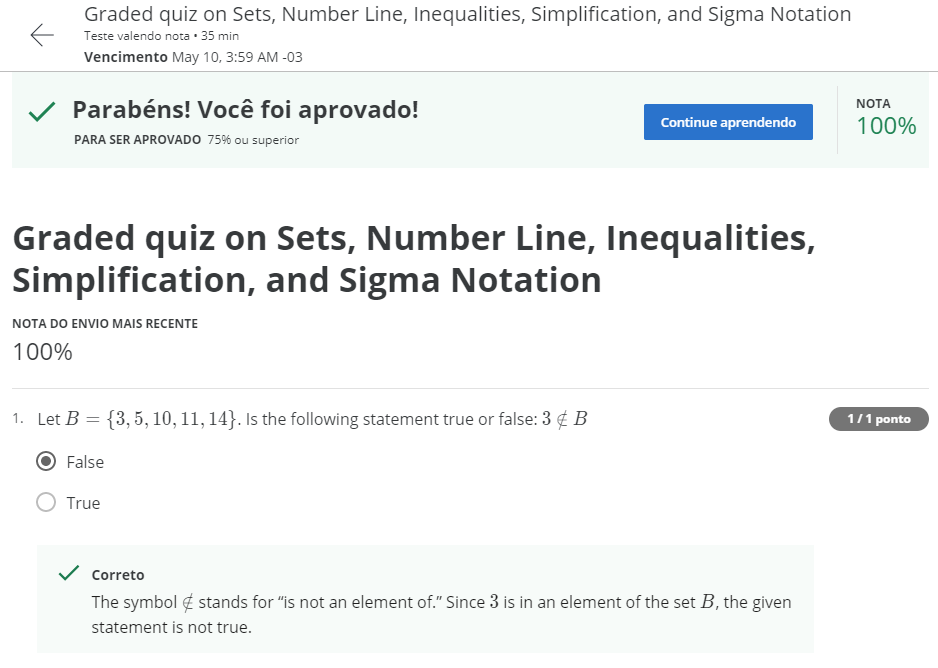 Graded quiz on Sets, Number Line, Inequalities, Simplification, and Sigma Notation
Teste valendo nota • 35 min
Vencimento May 10, 3:59 AM -03
Parabéns! Você foi aprovado!
PARA SER APROVADO 75% ou superior
Continue aprendendo
NOTA
100%
Graded quiz on Sets, Number Line, Inequalities,
Simplification, and Sigma Notation
NOTA DO ENVIO MAIS RECENTE
100%
1. Let B = {3, 5, 10, 11, 14}. Is the following statement true or false: 3 ∉ B
1 / 1 ponto
False
True
Correto
The symbol ∉ stands for “is not an element of.” Since 3 is in an element of the set B, the given
statement is not true.